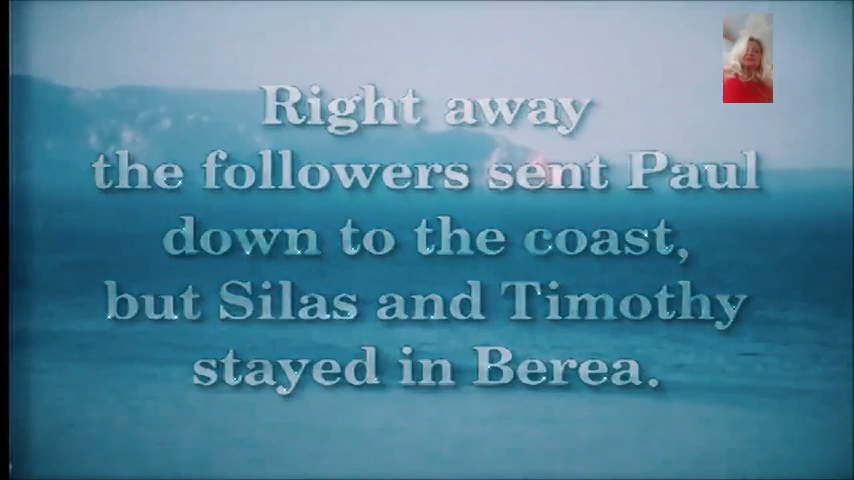 Right away
the followers sent Paul
down to the coast,
but Silas and Timothy
stayed in Berea.